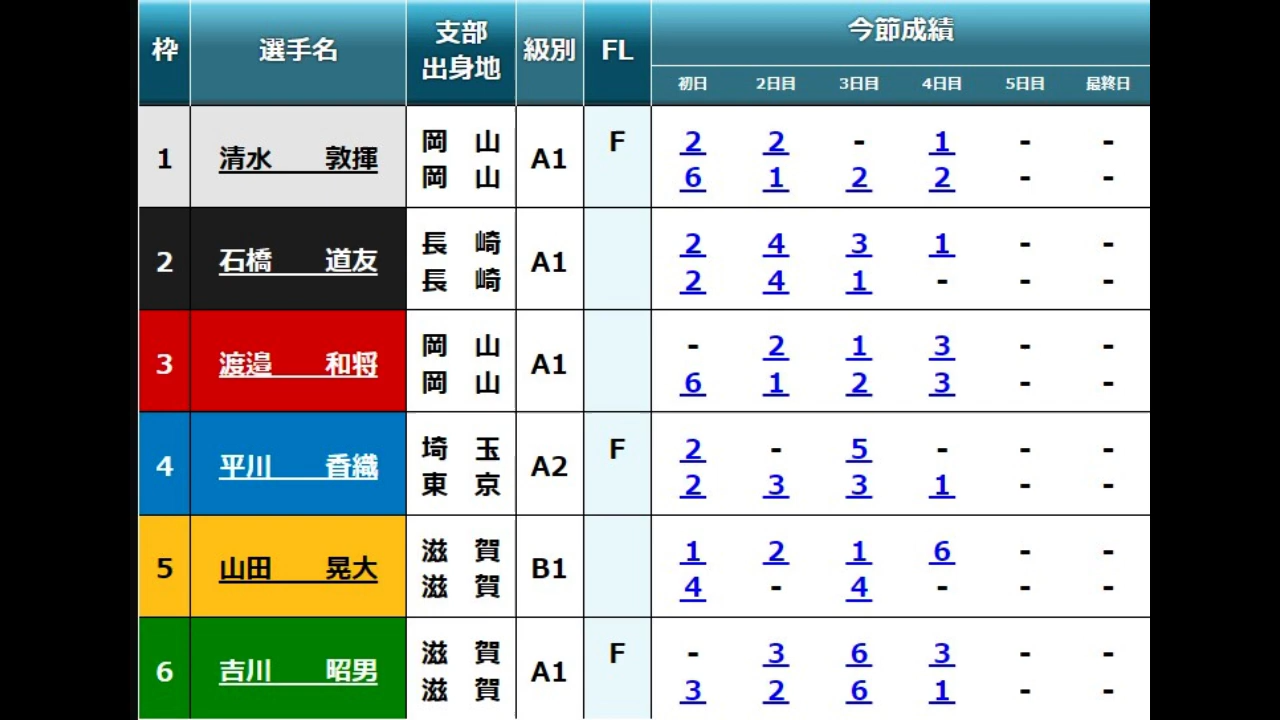 枠 選手名 支部 出身地 級別 FL 今節成績
初日 2日目 3日目 4日目 5日目 最終日
1 清水 敦揮 岡山 A1 F 2 2 - 1 - -
岡山 6 1 2 2 - -
2 石橋 道友 長崎 A1 2 4 3 1 - -
長崎 2 4 1 - - -
3 渡邉 和将 岡山 A1 - 2 1 3 - -
岡山 6 1 2 3 - -
4 平川 香織 埼玉 A2 F 2 - 5 - - -
東京 2 3 3 1 - -
5 山田 晃大 滋賀 B1 1 2 1 6 - -
滋賀 4 - 4 - - -
6 吉川 昭男 滋賀 A1 F - 3 6 3 - -
滋賀 3 2 6 1 - -